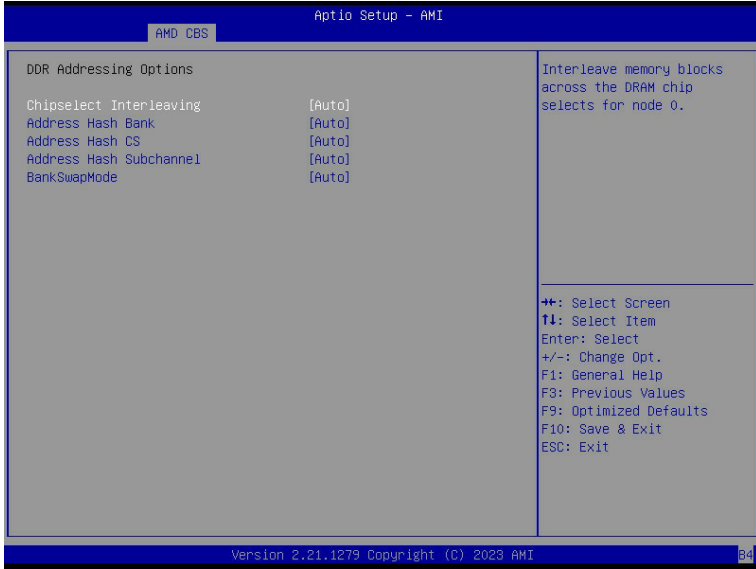 Aptio Setup - AMI
AMD CBS
DDR Addressing Options
Chipselect Interleaving [Auto]
Address Hash Bank [Auto]
Address Hash CS [Auto]
Address Hash Subchannel [Auto]
BankSwapMode [Auto]
Interleave memory blocks
across the DRAM chip
selects for node 0.
→←: Select Screen
↑↓: Select Item
Enter: Select
+/-: Change Opt.
F1: General Help
F3: Previous Values
F9: Optimized Defaults
F10: Save & Exit
ESC: Exit
Version 2.21.1279 Copyright (C) 2023 AMI
B4